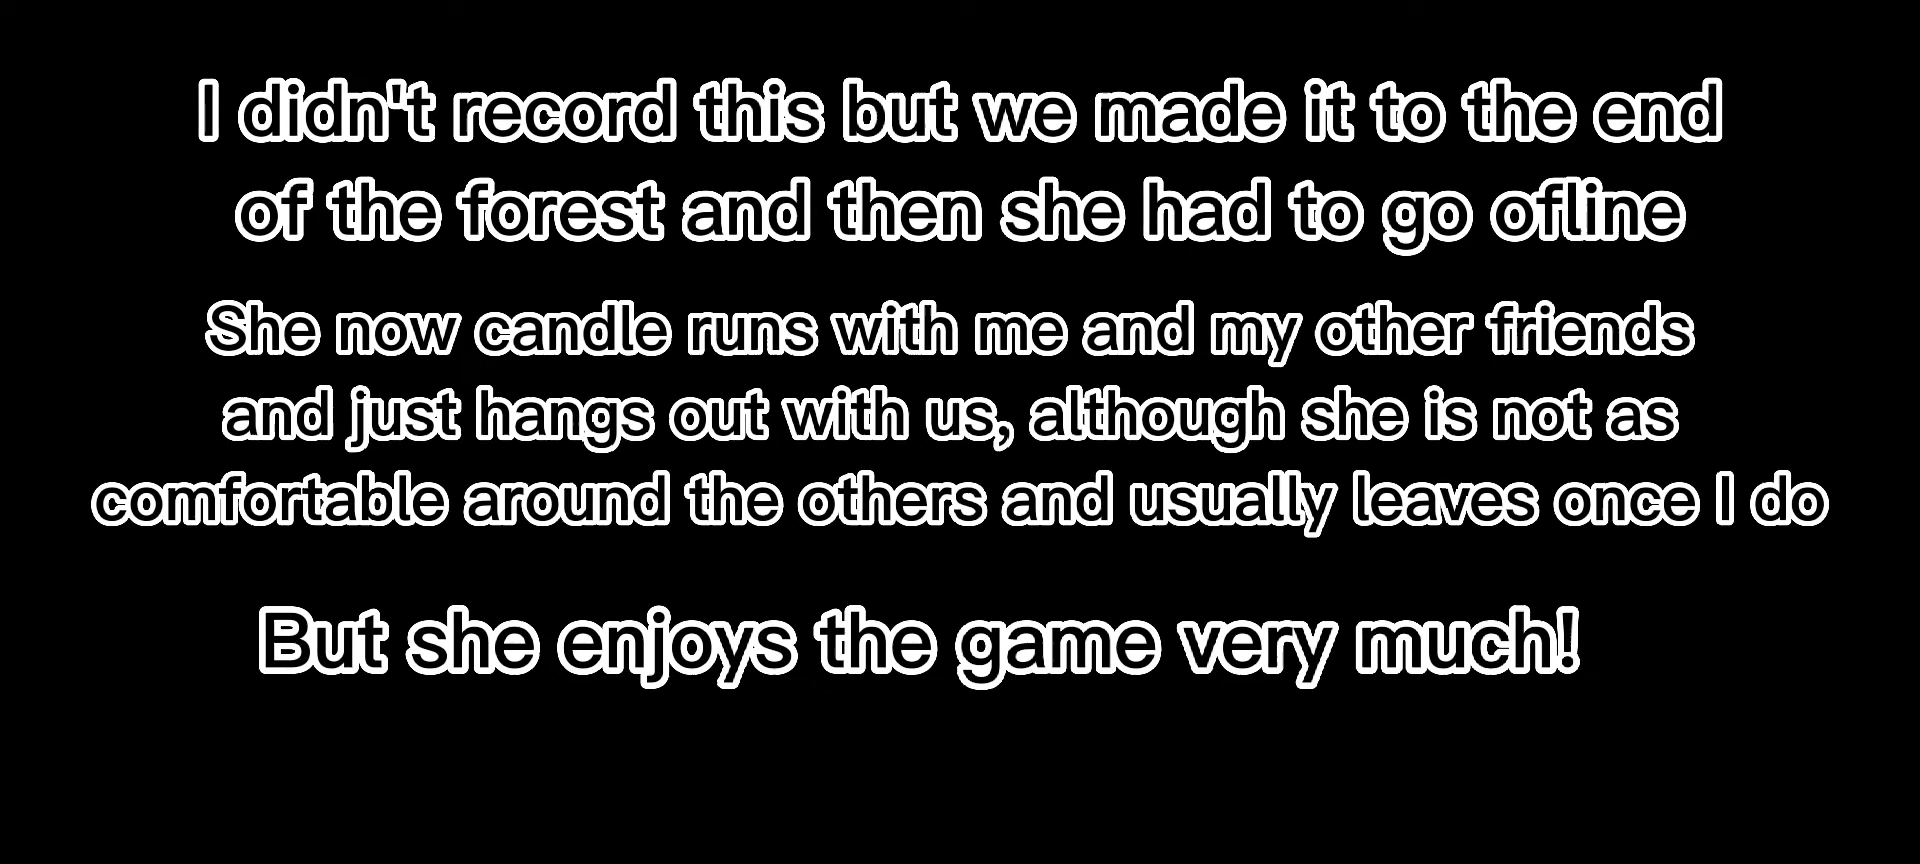 I didn't record this but we made it to the end
of the forest and then she had to go ofline
She now candle runs with me and my other friends
and just hangs out with us, although she is not as
comfortable around the others and usually leaves once I do
But she enjoys the game very much!